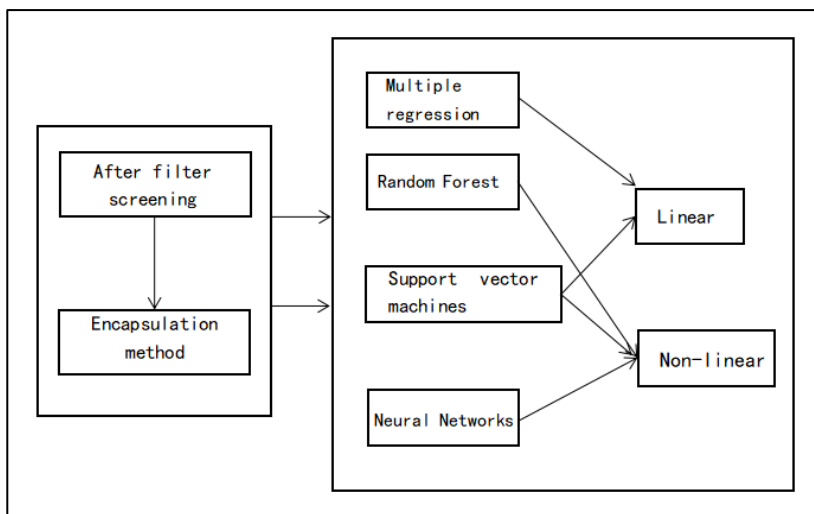 After filter
screening
Encapsulation
method
Multiple
regression
Random Forest
Support vector
machines
Neural Networks
Linear
Non-linear